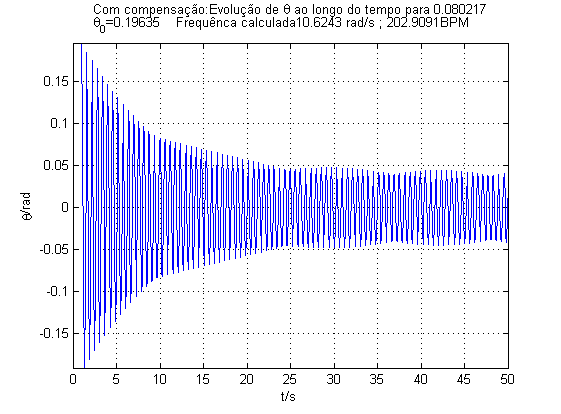 Com compensação:Evolução de θ ao longo do tempo para 0.080217
θ0=0.19635 Frequênca calculada10.6243 rad/s ; 202.9091BPM
0.15
0.1
0.05
0
-0.05
-0.1
-0.15
θ/rad
0 5 10 15 20 25 30 35 40 45 50
t/s